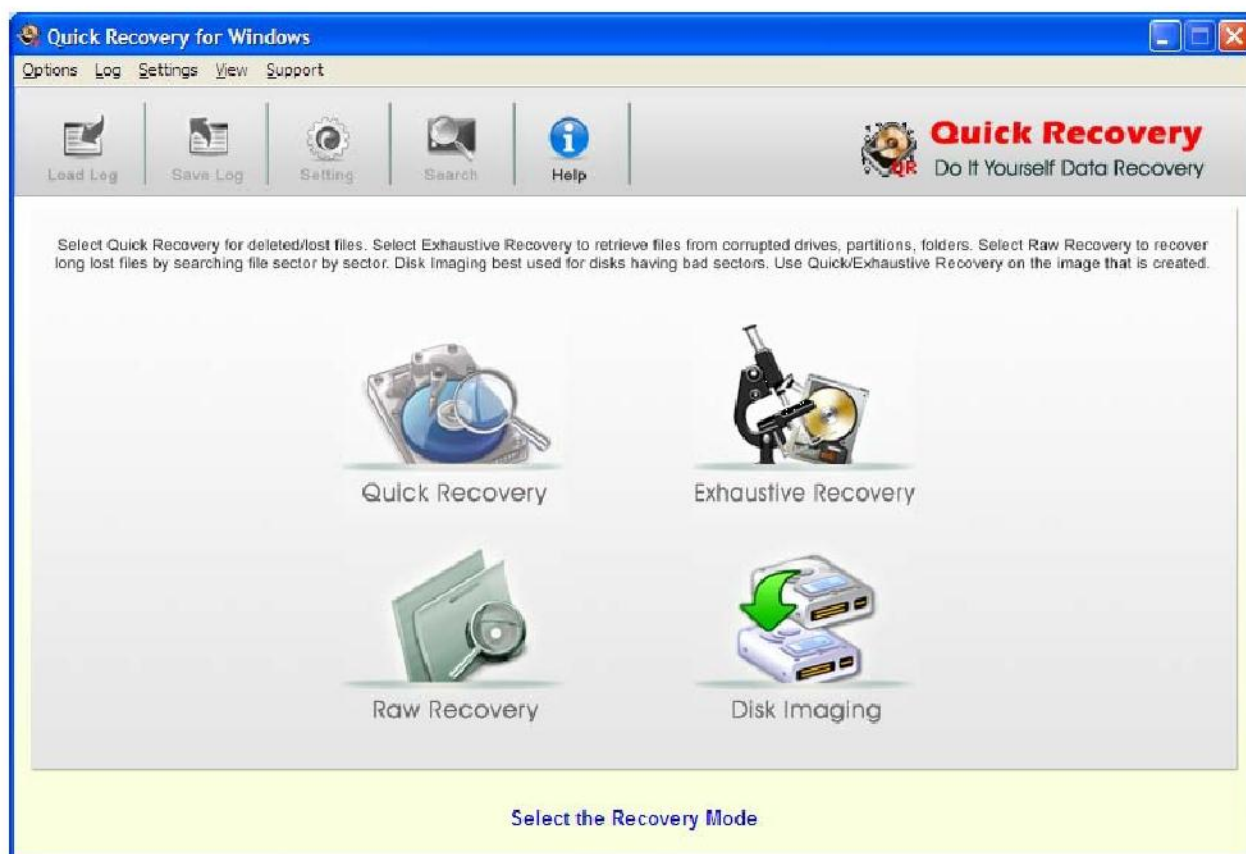 Quick Recovery for Windows
Options Log Settings View Support
Load Log Save Log Setting Search Help
Quick Recovery
QR
Do It Yourself Data Recovery
Select Quick Recovery for deleted/lost files. Select Exhaustive Recovery to retrieve files from corrupted drives, partitions, folders. Select Raw Recovery to recover
long lost files by searching file sector by sector. Disk Imaging best used for disks having bad sectors. Use Quick/Exhaustive Recovery on the image that is created.
Quick Recovery
Exhaustive Recovery
Raw Recovery
Disk Imaging
Select the Recovery Mode